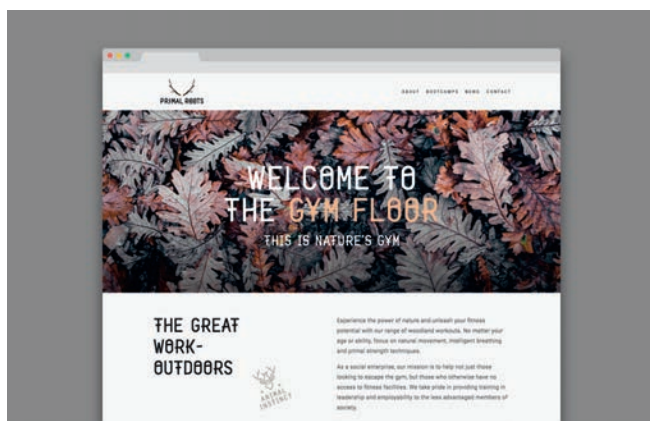 PRIMAL ROOTS
ABOUT BOOTCAMPS NEWS CONTACT
WELCOME TO
THE GYM FLOOR
THIS IS NATURE'S GYM
THE GREAT
WORK-
OUTDOORS
ANIMAL
INSTINCT
Experience the power of nature and unleash your fitness
potential with our range of woodland workouts. No matter your
age or ability, focus on natural movement, intelligent breathing
and primal strength techniques.
As a social enterprise, our mission is to help not just those
looking to escape the gym, but those who otherwise have no
access to fitness facilities. We take pride in providing training in
leadership and employability to the less advantaged members of
society.